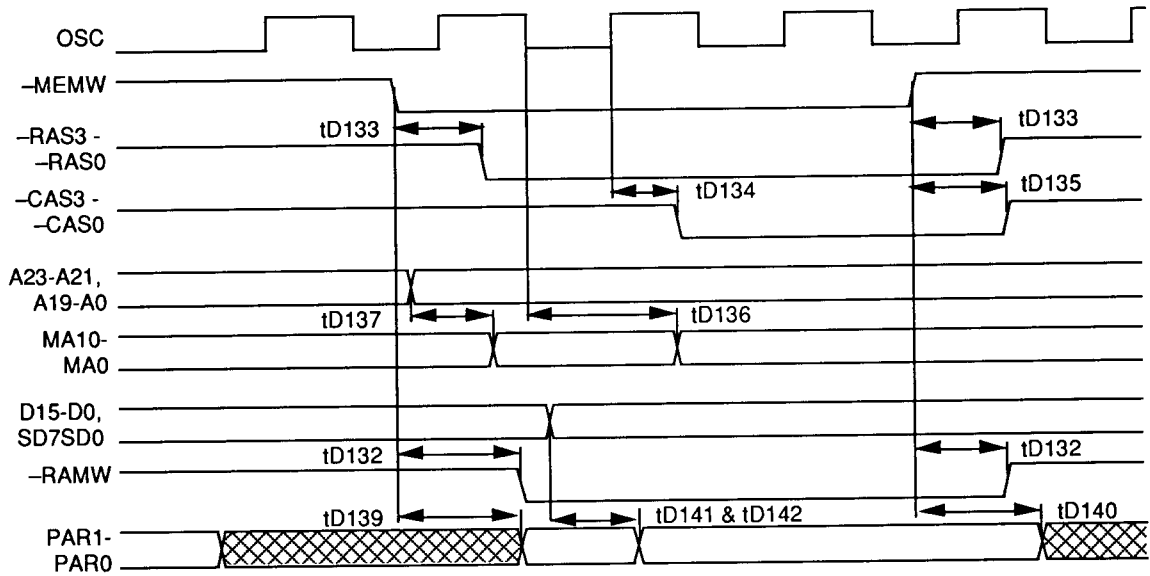 OSC
–MEMW
–RAS3 -
–RAS0
tD133
tD133
–CAS3 -
–CAS0
tD134
tD135
A23-A21,
A19-A0
MA10-
MA0
tD137
tD136
D15-D0,
SD7SD0
–RAMW
tD132
tD132
PAR1-
PAR0
tD139
tD141 & tD142
tD140